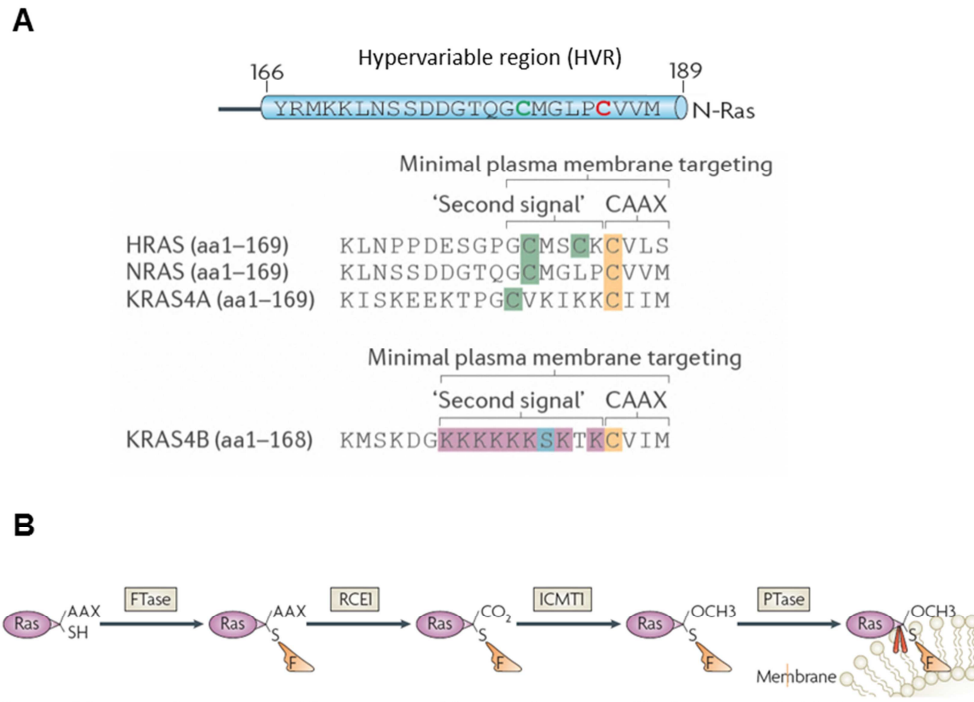 A
Hypervariable region (HVR)
166 189
YRMKKLNSSDDGTQGCMGLPCVVM N-Ras
Minimal plasma membrane targeting
‘Second signal’ CAAX
HRAS (aa1–169) KLNPPDESGPGCMSCKCVLS
NRAS (aa1–169) KLNSSDDGTQGCMGLPCVVM
KRAS4A (aa1–169) KISKEEKTPGCVKIKKCIIM
Minimal plasma membrane targeting
‘Second signal’ CAAX
KRAS4B (aa1–168) KMSKDGKKKKKKSKTKCVIM
B
FTase RCEI ICMTI PTase
Ras AAX Ras AAX Ras CO2 Ras OCH3 Ras OCH3
SH S S S S
F F F F
Membrane